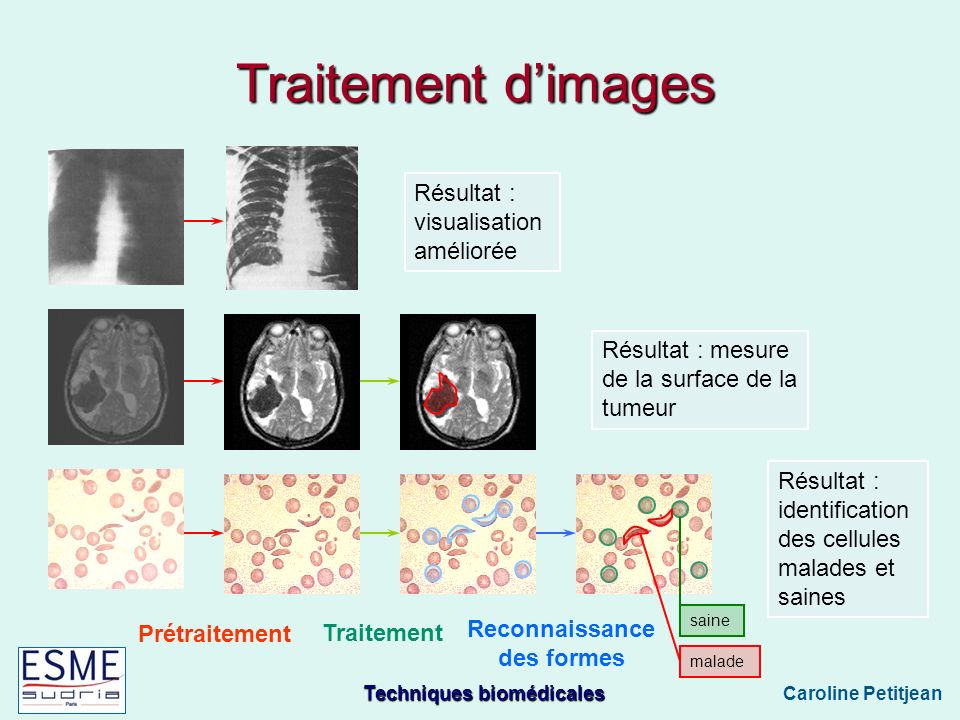 Traitement d’images
Résultat :
visualisation
améliorée
Résultat : mesure
de la surface de la
tumeur
Résultat :
identification
des cellules
malades et
saines
saine
malade
Prétraitement
Traitement
Reconnaissance
des formes
ESME
sudria
Paris
Techniques biomédicales
Caroline Petitjean